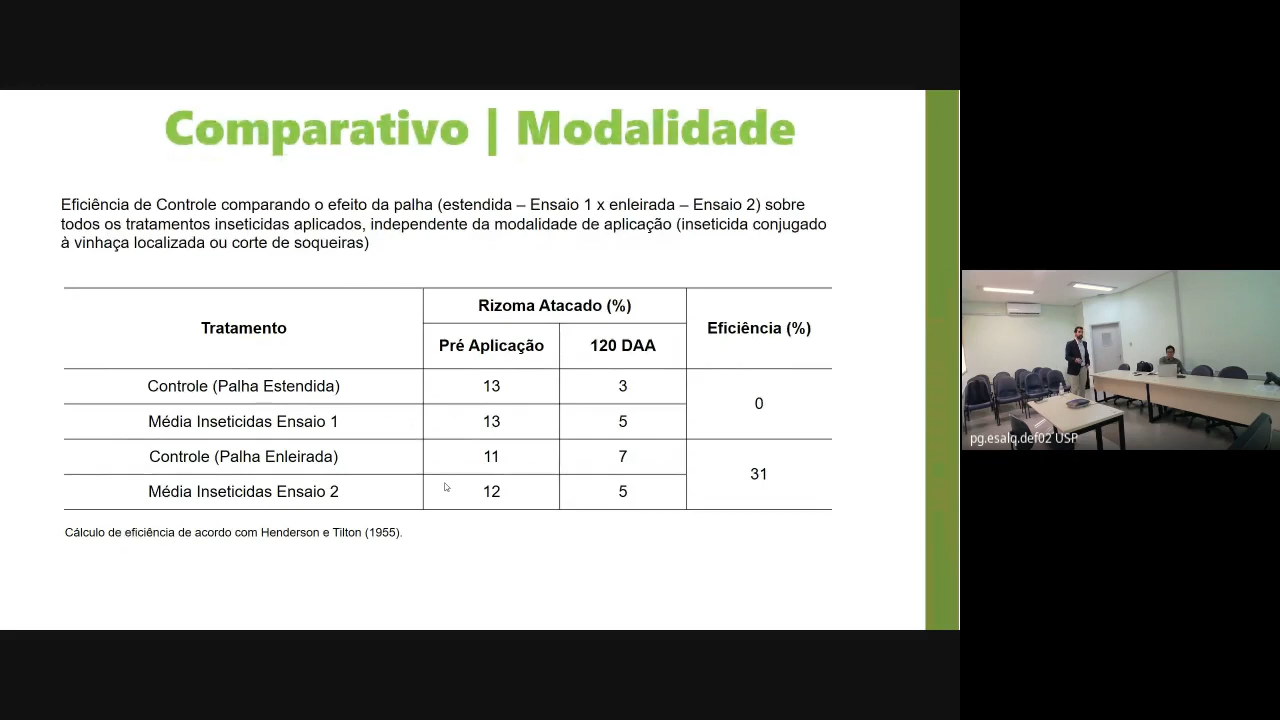 Comparativo | Modalidade
Eficiência de Controle comparando o efeito da palha (estendida – Ensaio 1 x enleirada – Ensaio 2) sobre
todos os tratamentos inseticidas aplicados, independente da modalidade de aplicação (inseticida conjugado
à vinhaça localizada ou corte de soqueiras)
Tratamento
Rizoma Atacado (%)
Eficiência (%)
Pré Aplicação
120 DAA
Controle (Palha Estendida) 13 3
0
Média Inseticidas Ensaio 1 13 5
Controle (Palha Enleirada) 11 7
31
Média Inseticidas Ensaio 2 12 5
Cálculo de eficiência de acordo com Henderson e Tilton (1955).
pg.esalq.def02 USP